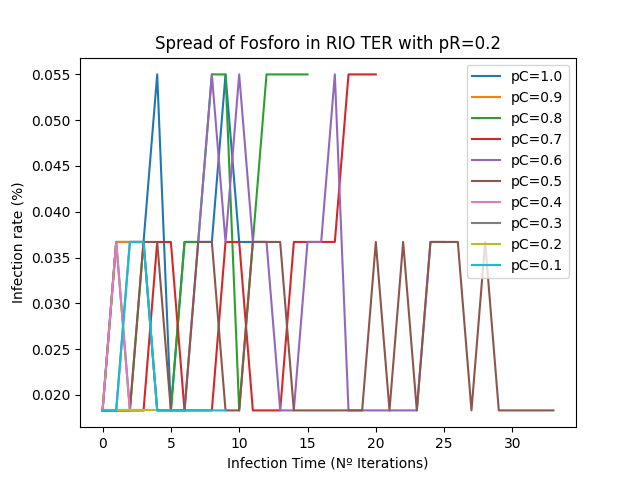 Spread of Fosforo in RIO TER with pR=0.2
Infection rate (%)
0.055
0.050
0.045
0.040
0.035
0.030
0.025
0.020
0
5
10
15
20
25
30
Infection Time (Nº Iterations)
pC=1.0
pC=0.9
pC=0.8
pC=0.7
pC=0.6
pC=0.5
pC=0.4
pC=0.3
pC=0.2
pC=0.1